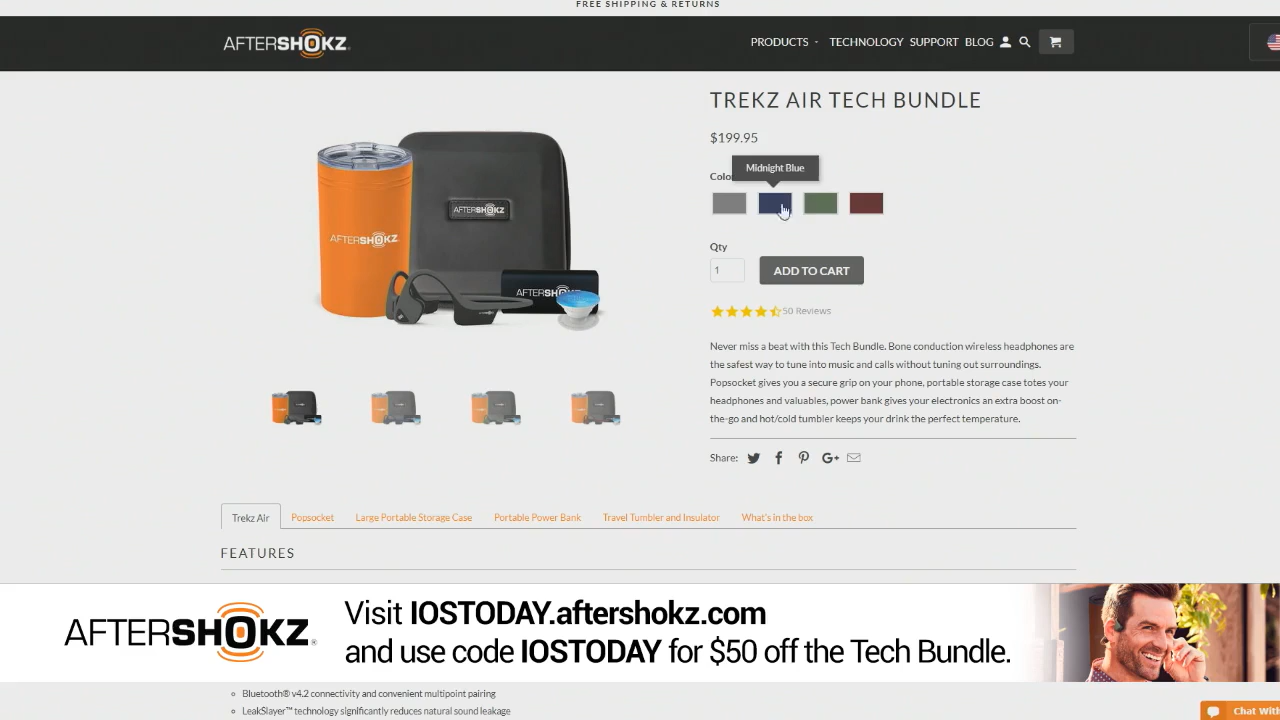 FREE SHIPPING & RETURNS
AFTERSHOKZ
PRODUCTS TECHNOLOGY SUPPORT BLOG
TREKZ AIR TECH BUNDLE
$199.95
Midnight Blue
Colo
AFTERSHOKZ
AFTERSHOKZ
AFTERSHOKZ
Qty
1
ADD TO CART
50 Reviews
Never miss a beat with this Tech Bundle. Bone conduction wireless headphones are
the safest way to tune into music and calls without tuning out surroundings.
Popsocket gives you a secure grip on your phone, portable storage case totes your
headphones and valuables, power bank gives your electronics an extra boost on-
the-go and hot/cold tumbler keeps your drink the perfect temperature.
Share:
Trekz Air Popsocket Large Portable Storage Case Portable Power Bank Travel Tumbler and Insulator What's in the box
FEATURES
AFTERSHOKZ®
Visit IOSTODAY.aftershokz.com
and use code IOSTODAY for $50 off the Tech Bundle.
Bluetooth® v4.2 connectivity and convenient multipoint pairing
LeakSlayer™ technology significantly reduces natural sound leakage
Chat With